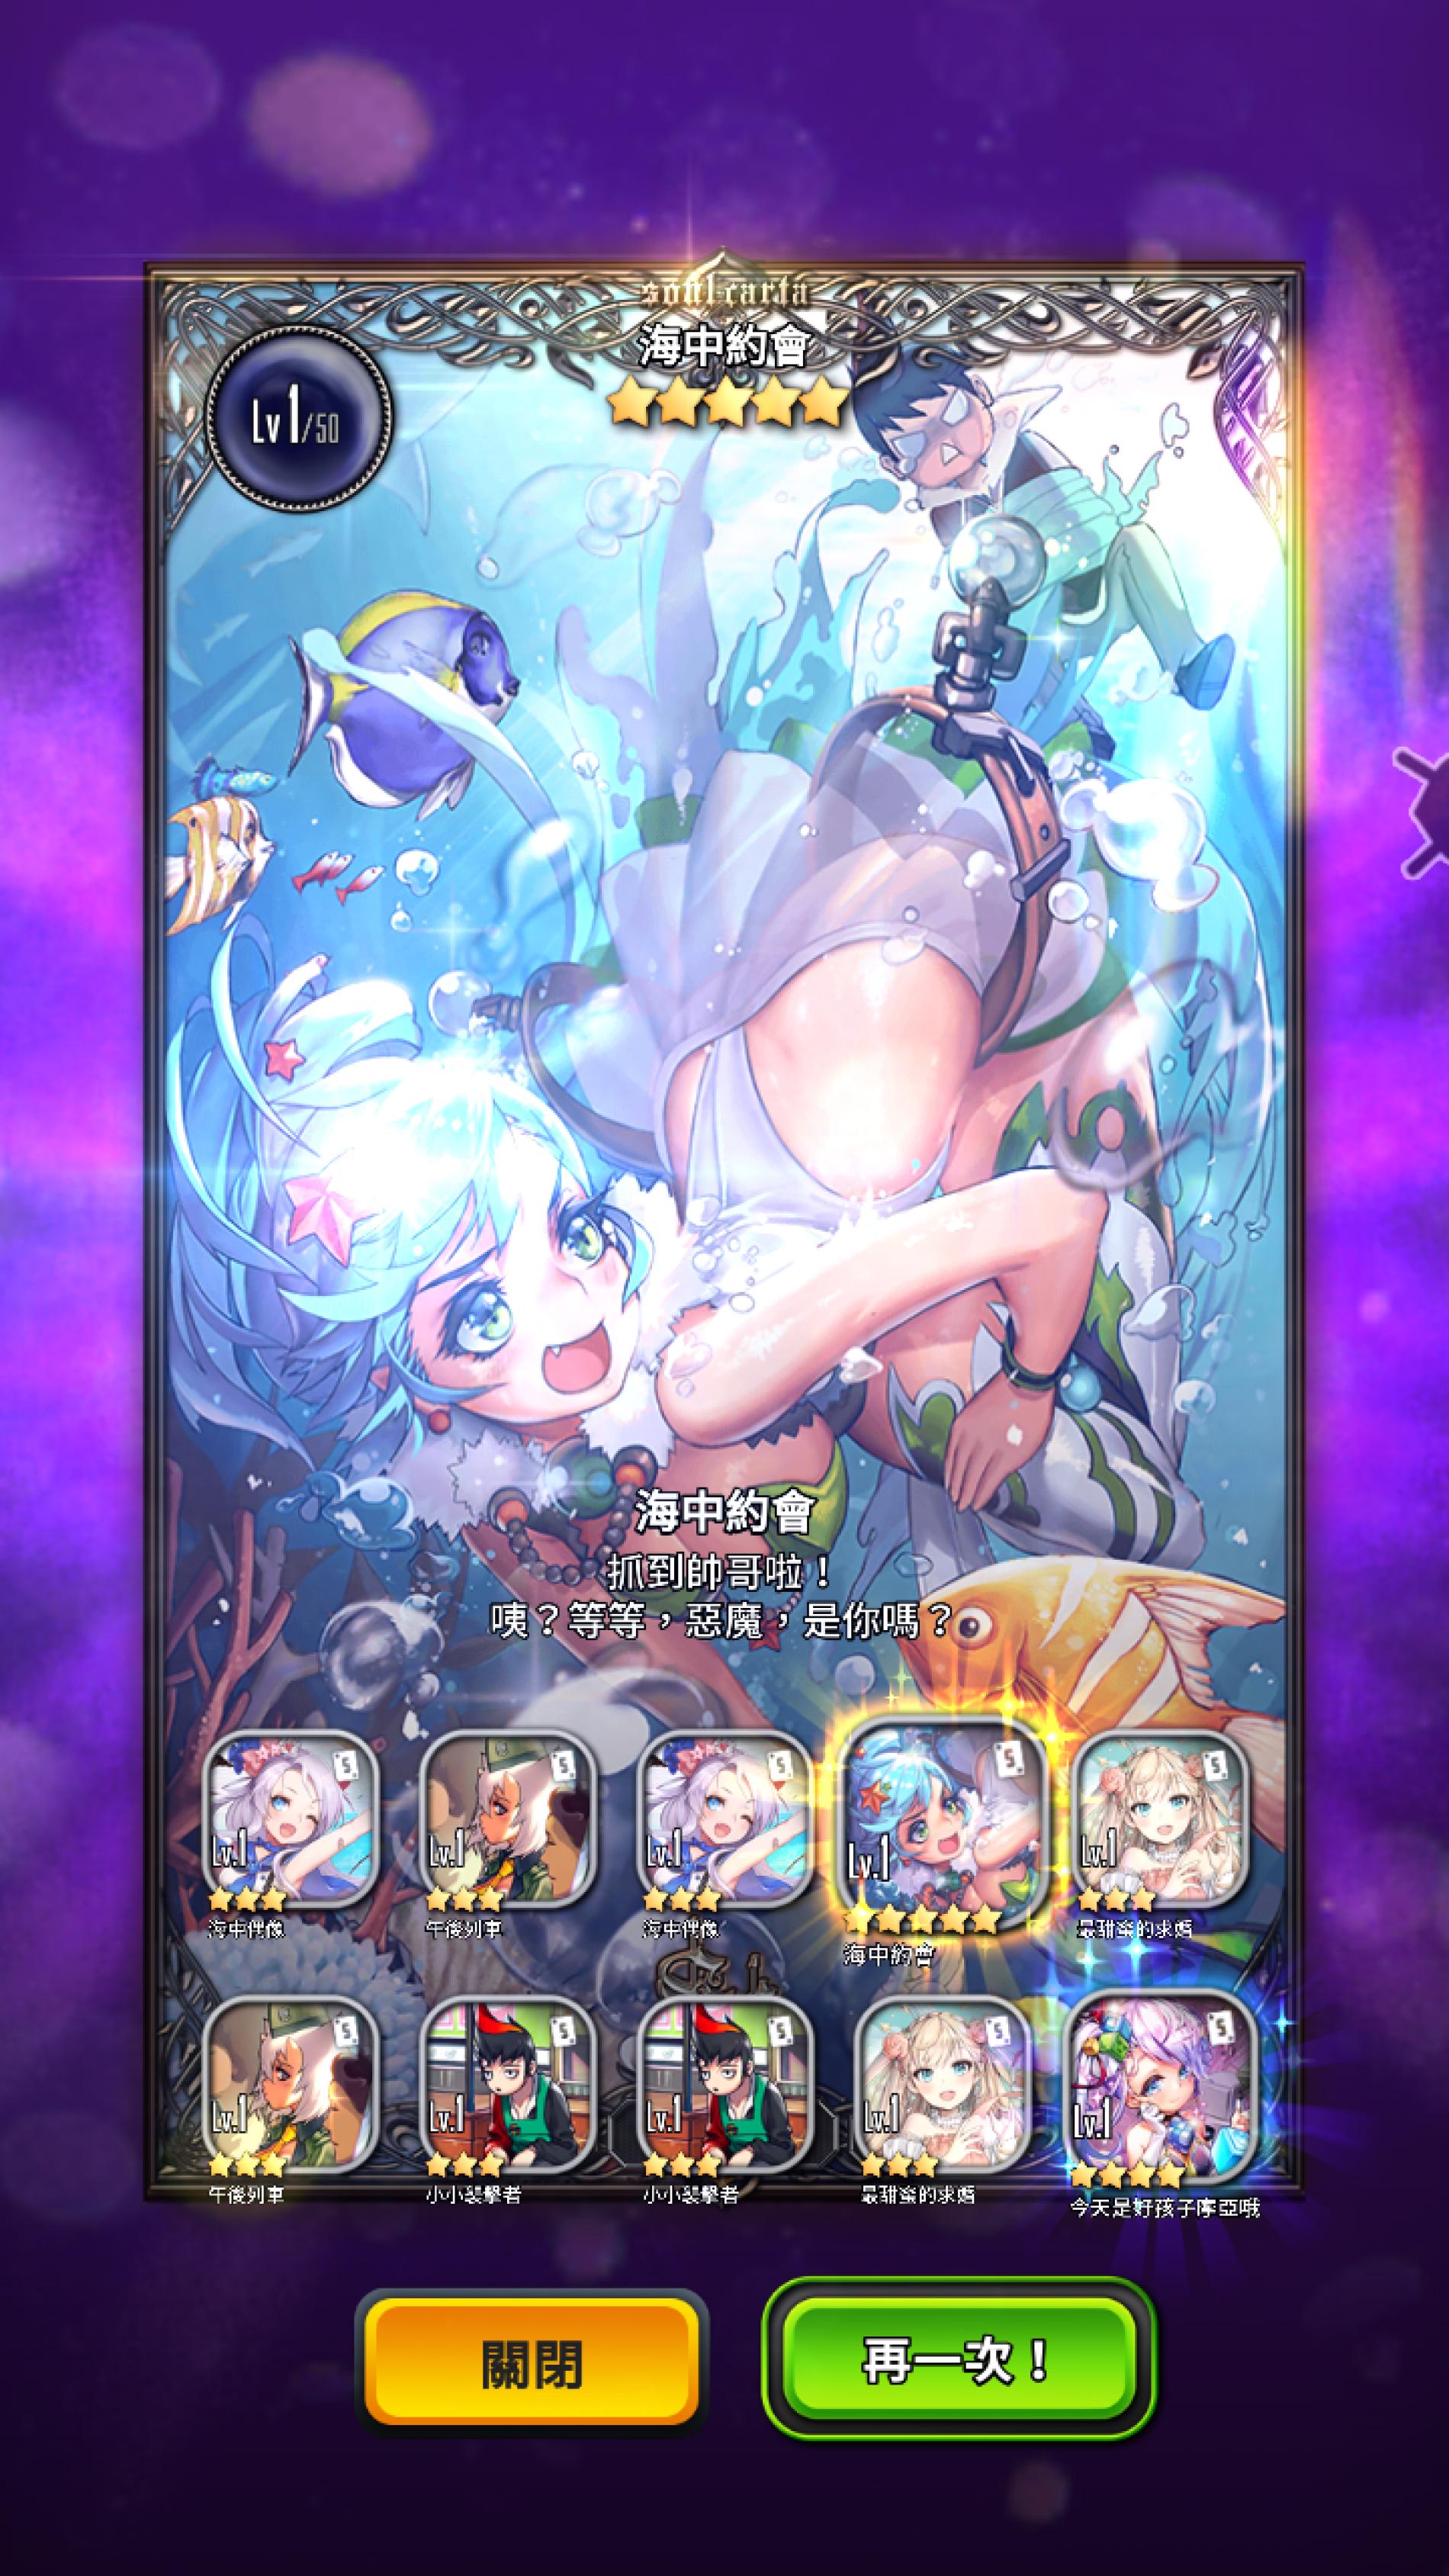 soul carta
海中約會
Lv 1/50
海中約會
抓到帥哥啦！
咦？等等，惡魔，是你嗎？
S S S S S
Lv.1 Lv.1 Lv.1 Lv.1 Lv.1
海中偶像 午後列車 海中偶像 海中約會 最甜蜜的求婚
S S S S S
Lv.1 Lv.1 Lv.1 Lv.1 Lv.1
午後列車 小小襲擊者 小小襲擊者 最甜蜜的求婚 今天是好孩子摩亞哦
關閉 再一次！